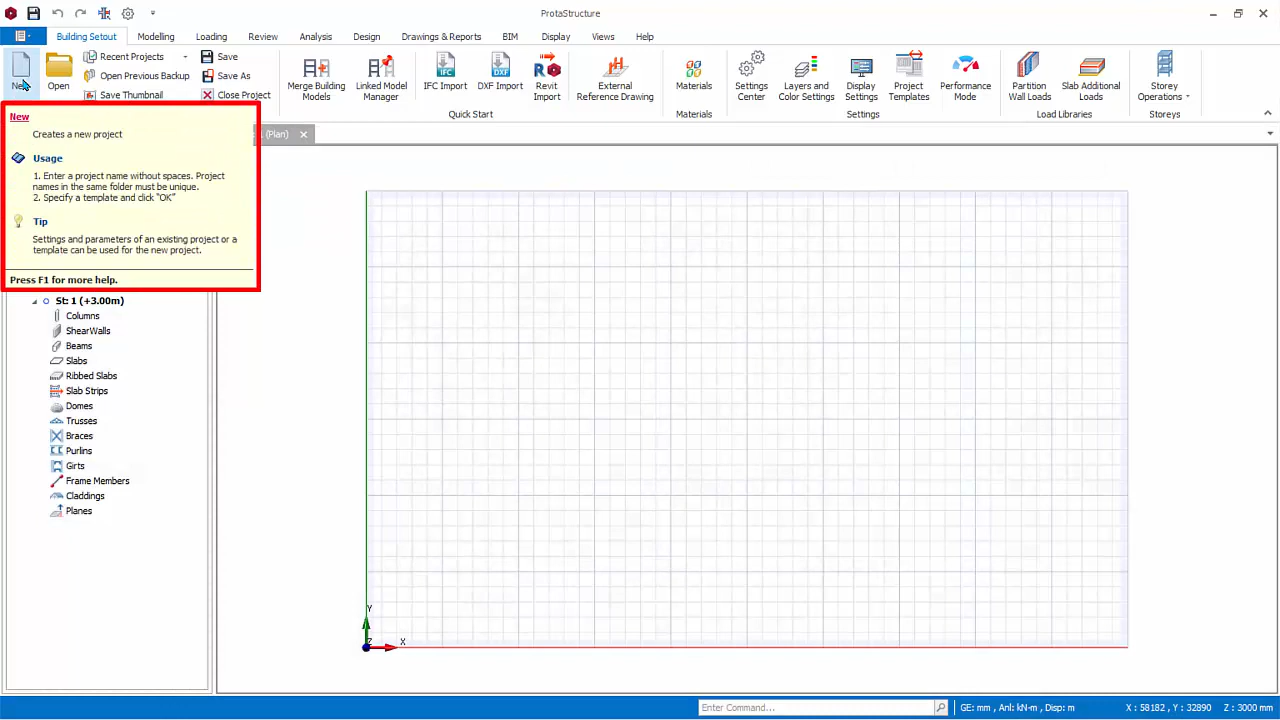 ProtaStructure
Building Setout
Modelling
Loading
Review
Analysis
Design
Drawings & Reports
BIM
Display
Views
Help
New
Open
Recent Projects
Open Previous Backup
Save Thumbnail
Save
Save As
Close Project
Merge Building
Models
Linked Model
Manager
IFC Import
DXF Import
Revit
Import
External
Reference Drawing
Materials
Settings
Center
Layers and
Color Settings
Display
Settings
Project
Templates
Performance
Mode
Partition
Wall Loads
Slab Additional
Loads
Storey
Operations
Quick Start
Materials
Settings
Load Libraries
Storeys
(Plan)
New
Creates a new project
Usage
1. Enter a project name without spaces. Project
names in the same folder must be unique.
2. Specify a template and click "OK"
Tip
Settings and parameters of an existing project or a
template can be used for the new project.
Press F1 for more help.
St: 1 (+3.00m)
Columns
ShearWalls
Beams
Slabs
Ribbed Slabs
Slab Strips
Domes
Trusses
Braces
Purlins
Girts
Frame Members
Claddings
Planes
Y
Z
X
Enter Command...
GE: mm , Anl: kN-m , Disp: m
X : 58182 , Y : 32890
Z : 3000 mm